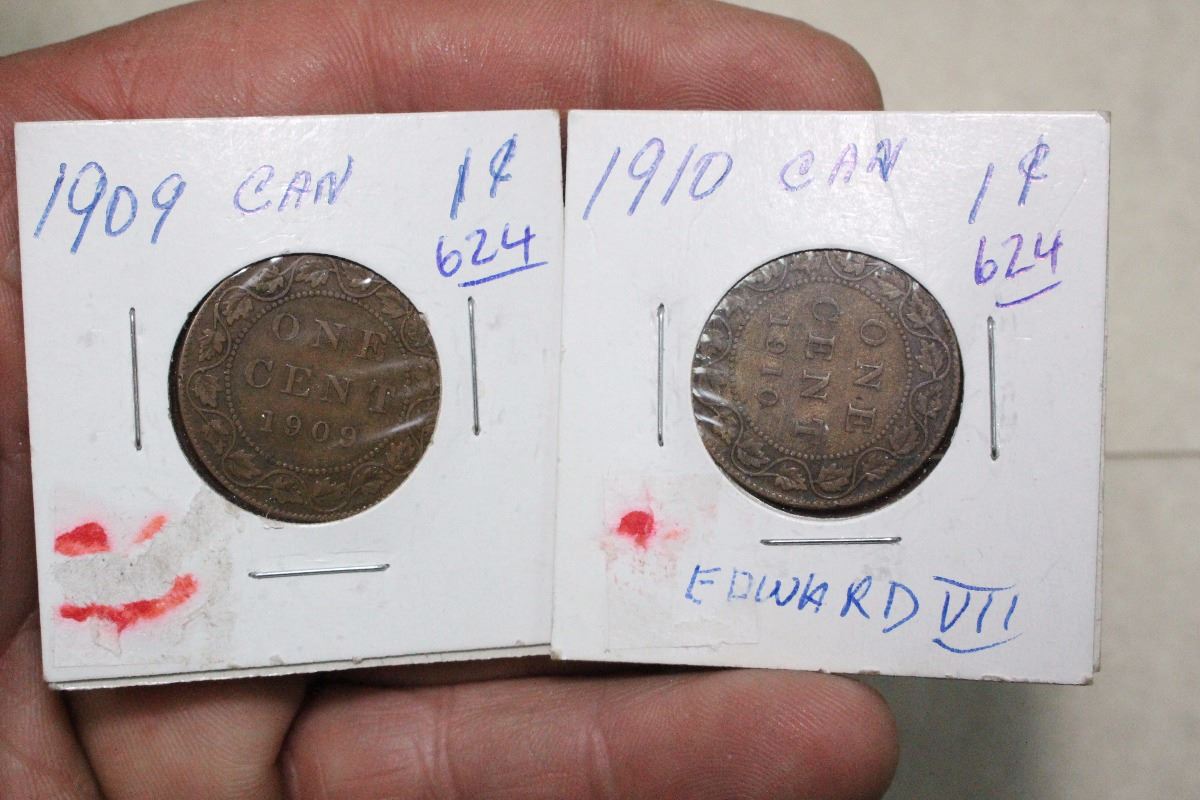 1909 CAN 1¢
624
ONE
CENT
1909
1910 CAN 1¢
624
ONE
CENT
1910
EDWARD VII